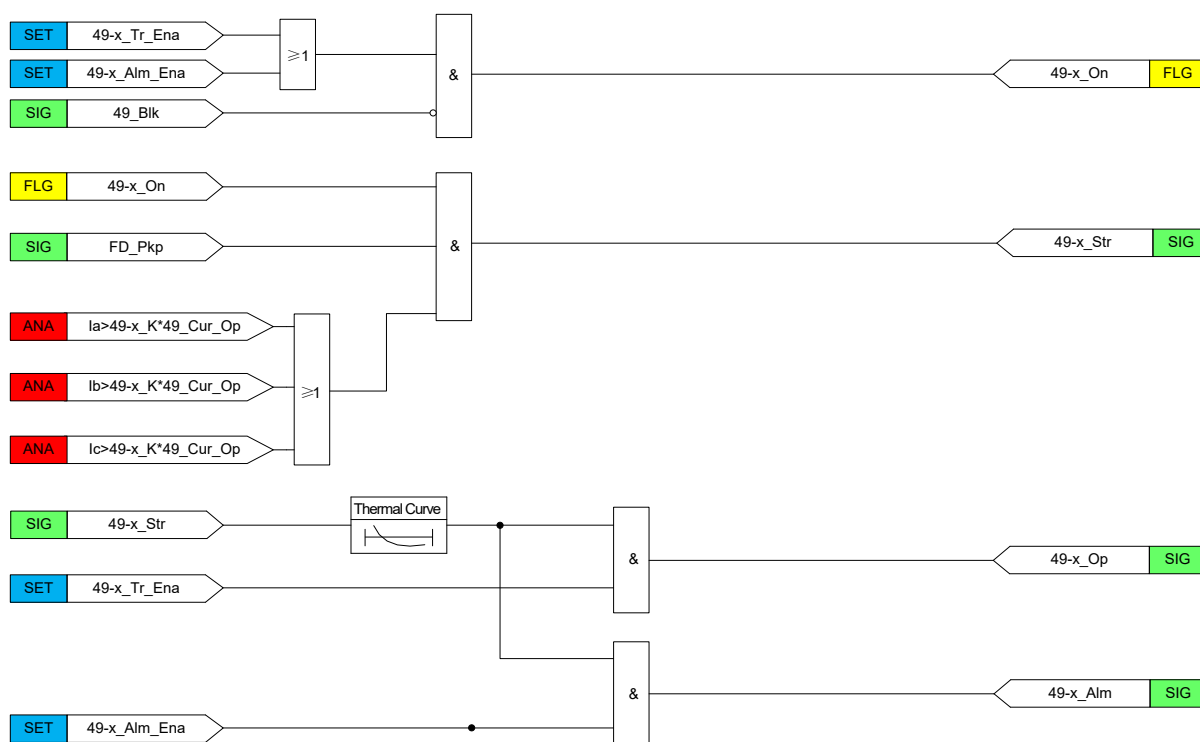 SET 49-x_Tr_Ena
≥1
SET 49-x_Alm_Ena
&
49-x_On FLG
SIG 49_Blk
FLG 49-x_On
SIG FD_Pkp
&
49-x_Str SIG
ANA Ia>49-x_K*49_Cur_Op
ANA Ib>49-x_K*49_Cur_Op
≥1
ANA Ic>49-x_K*49_Cur_Op
Thermal Curve
SIG 49-x_Str
&
49-x_Op SIG
SET 49-x_Tr_Ena
&
49-x_Alm SIG
SET 49-x_Alm_Ena